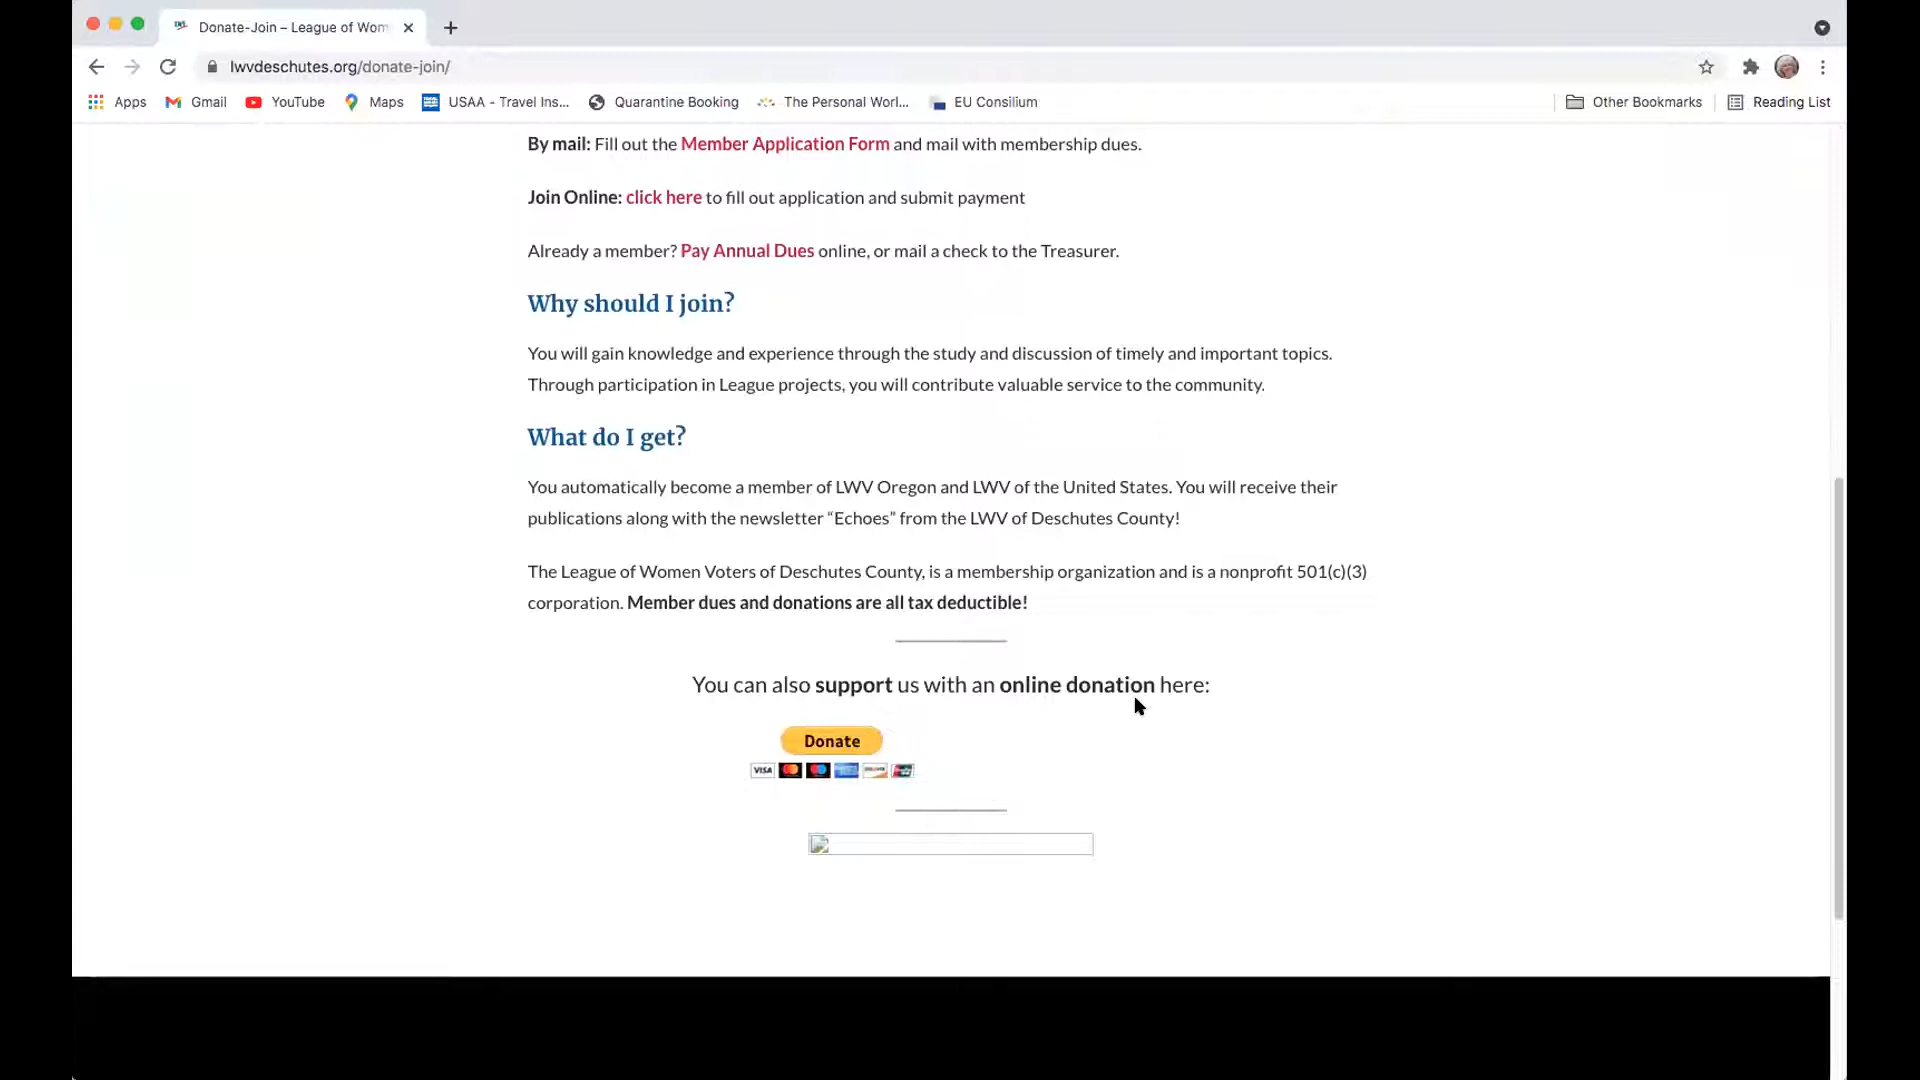 Donate-Join – League of Wom
lwvdeschutes.org/donate-join/
Apps Gmail YouTube Maps USAA - Travel Ins... Quarantine Booking The Personal Worl... EU Consilium Other Bookmarks Reading List
By mail: Fill out the Member Application Form and mail with membership dues.
Join Online: click here to fill out application and submit payment
Already a member? Pay Annual Dues online, or mail a check to the Treasurer.
Why should I join?
You will gain knowledge and experience through the study and discussion of timely and important topics.
Through participation in League projects, you will contribute valuable service to the community.
What do I get?
You automatically become a member of LWV Oregon and LWV of the United States. You will receive their
publications along with the newsletter “Echoes” from the LWV of Deschutes County!
The League of Women Voters of Deschutes County, is a membership organization and is a nonprofit 501(c)(3)
corporation. Member dues and donations are all tax deductible!
You can also support us with an online donation here:
Donate
VISA